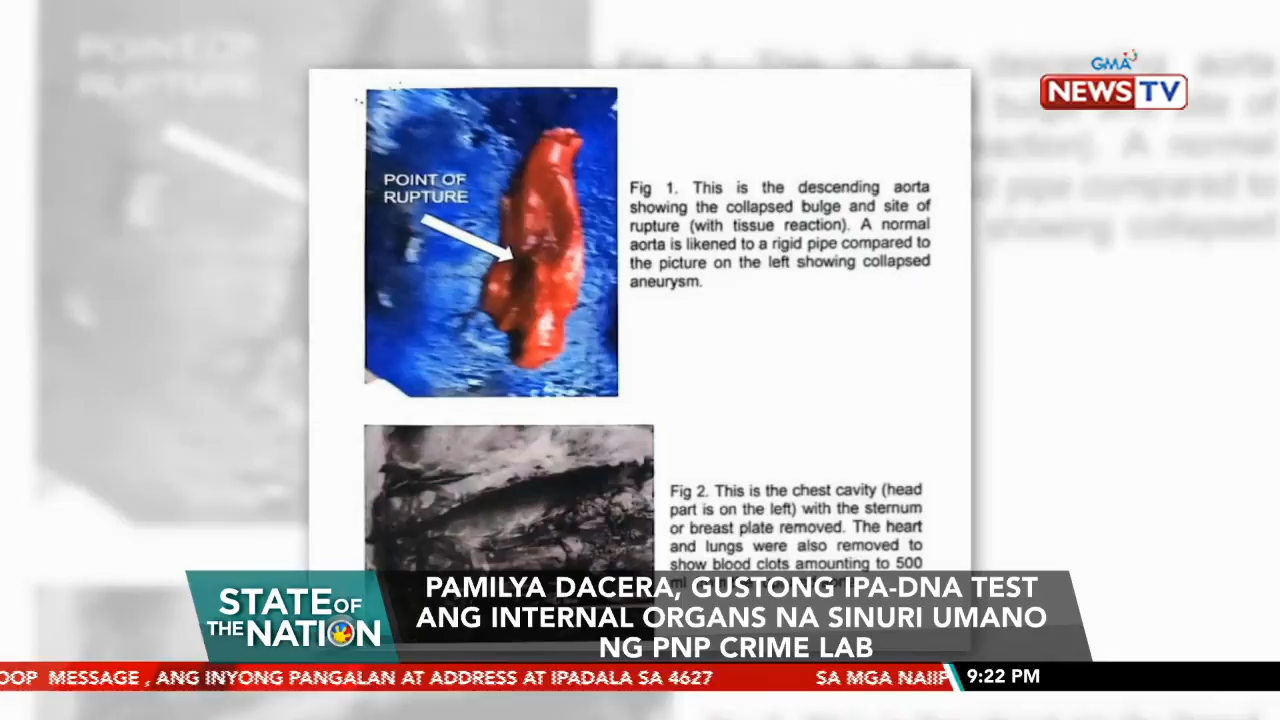 GMA
NEWS TV
POINT OF
RUPTURE
Fig 1. This is the descending aorta
showing the collapsed bulge and site of
rupture (with tissue reaction). A normal
aorta is likened to a rigid pipe compared to
the picture on the left showing collapsed
aneurysm.
Fig 2. This is the chest cavity (head
part is on the left) with the sternum
or breast plate removed. The heart
and lungs were also removed to
show blood clots amounting to 500
STATE OF
THE NATION
PAMILYA DACERA, GUSTONG IPA-DNA TEST
ANG INTERNAL ORGANS NA SINURI UMANO
NG PNP CRIME LAB
OOP MESSAGE , ANG INYONG PANGALAN AT ADDRESS AT IPADALA SA 4627 SA MGA NAIIP
9:22 PM